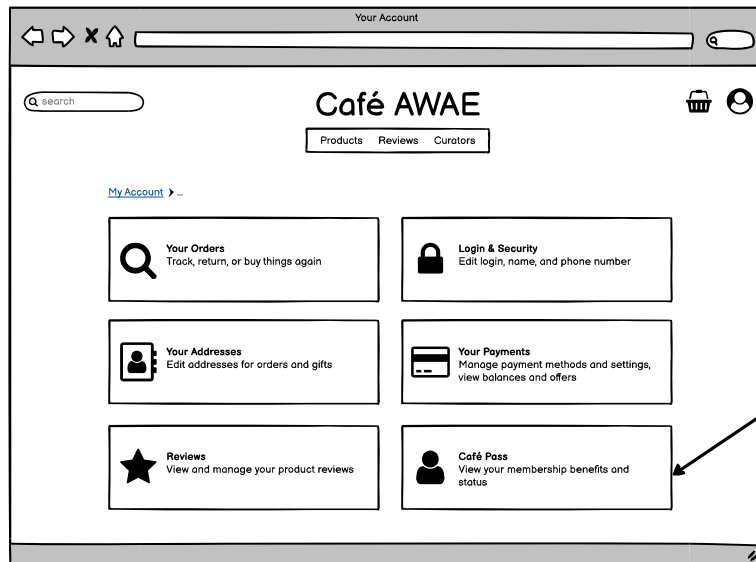 Your Account
search
Café AWAE
Products Reviews Curators
My Account ...
Your Orders
Track, return, or buy things again
Login & Security
Edit login, name, and phone number
Your Addresses
Edit addresses for orders and gifts
Your Payments
Manage payment methods and settings,
view balances and offers
Reviews
View and manage your product reviews
Café Pass
View your membership benefits and
status